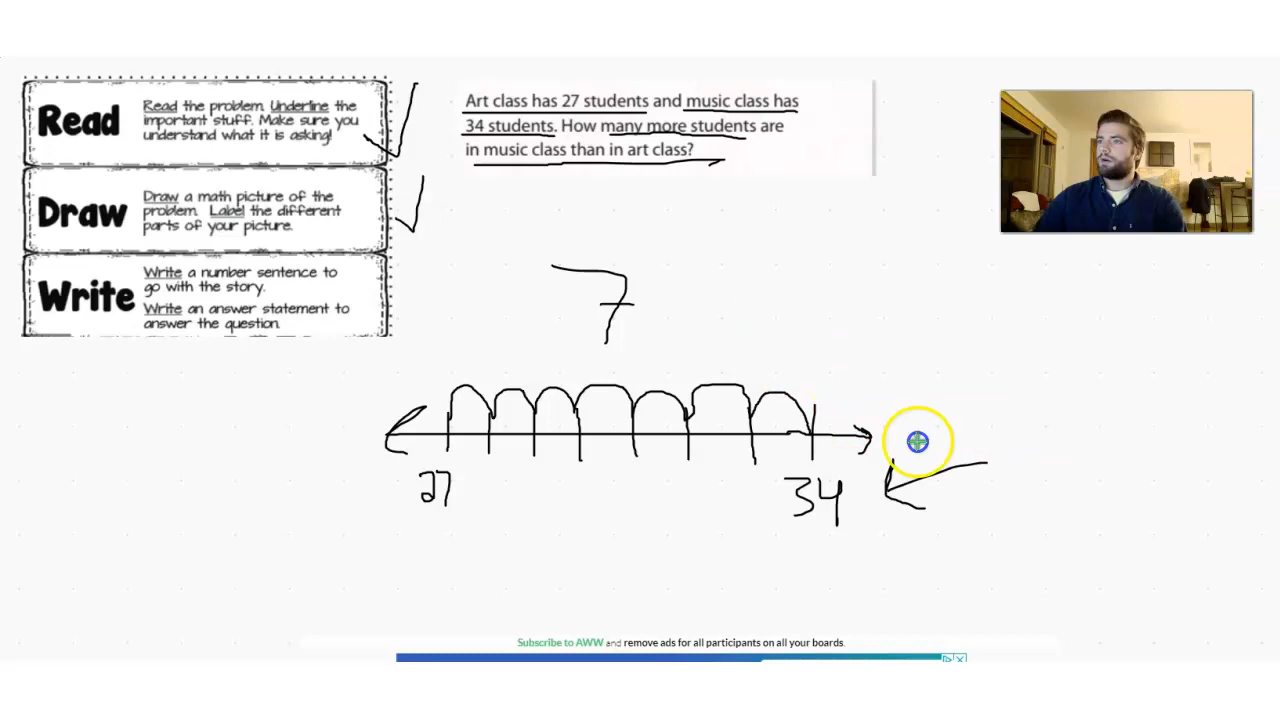 Read
Read the problem. Underline the
important stuff. Make sure you
understand what it is asking!
Draw
Draw a math picture of the
problem. Label the different
parts of your picture.
Write
Write a number sentence to
go with the story.
Write an answer statement to
answer the question.
Art class has 27 students and music class has
34 students. How many more students are
in music class than in art class?
7
27
34
Subscribe to AWW and remove ads for all participants on all your boards.